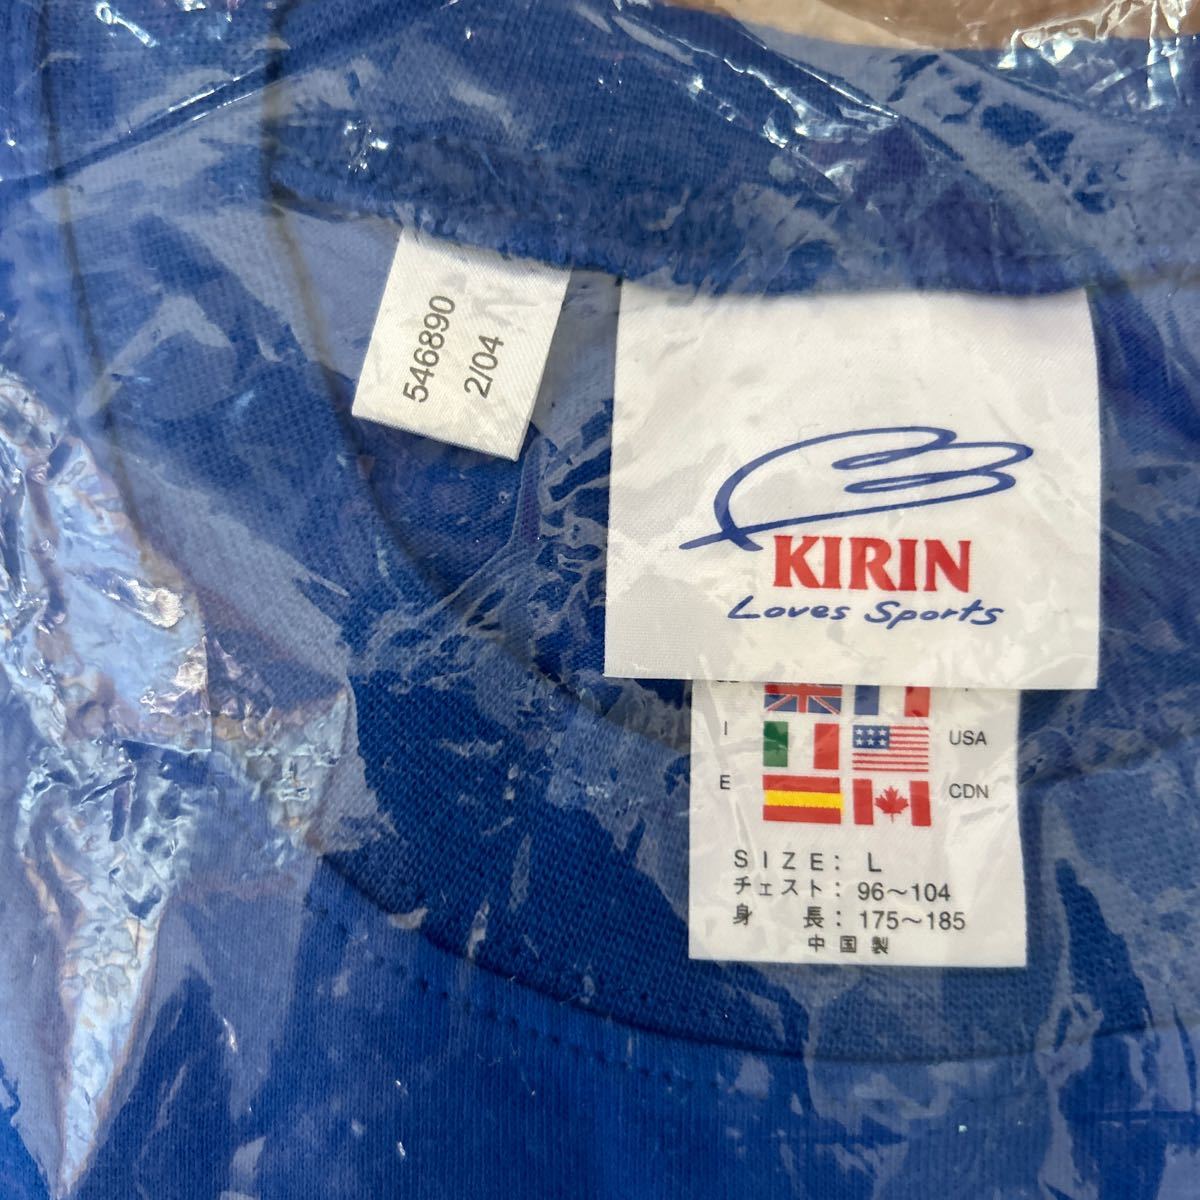 546890
2/04
KIRIN
Loves Sports
I USA
E CDN
SIZE: L
チェスト: 96～104
身 長: 175～185
中国製